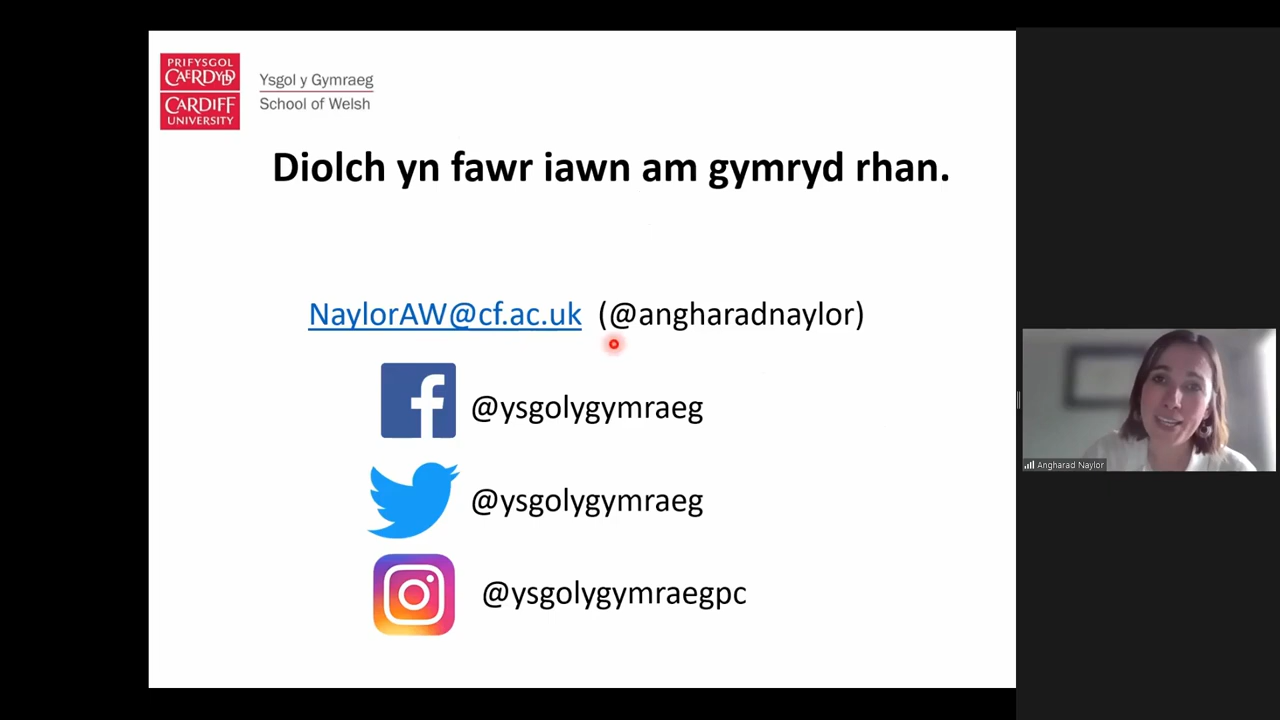 PRIFYSGOL
CAERDYDD
CARDIFF
UNIVERSITY
Ysgol y Gymraeg
School of Welsh
Diolch yn fawr iawn am gymryd rhan.
NaylorAW@cf.ac.uk (@angharadnaylor)
@ysgolygymraeg
@ysgolygymraeg
@ysgolygymraegpc
Angharad Naylor